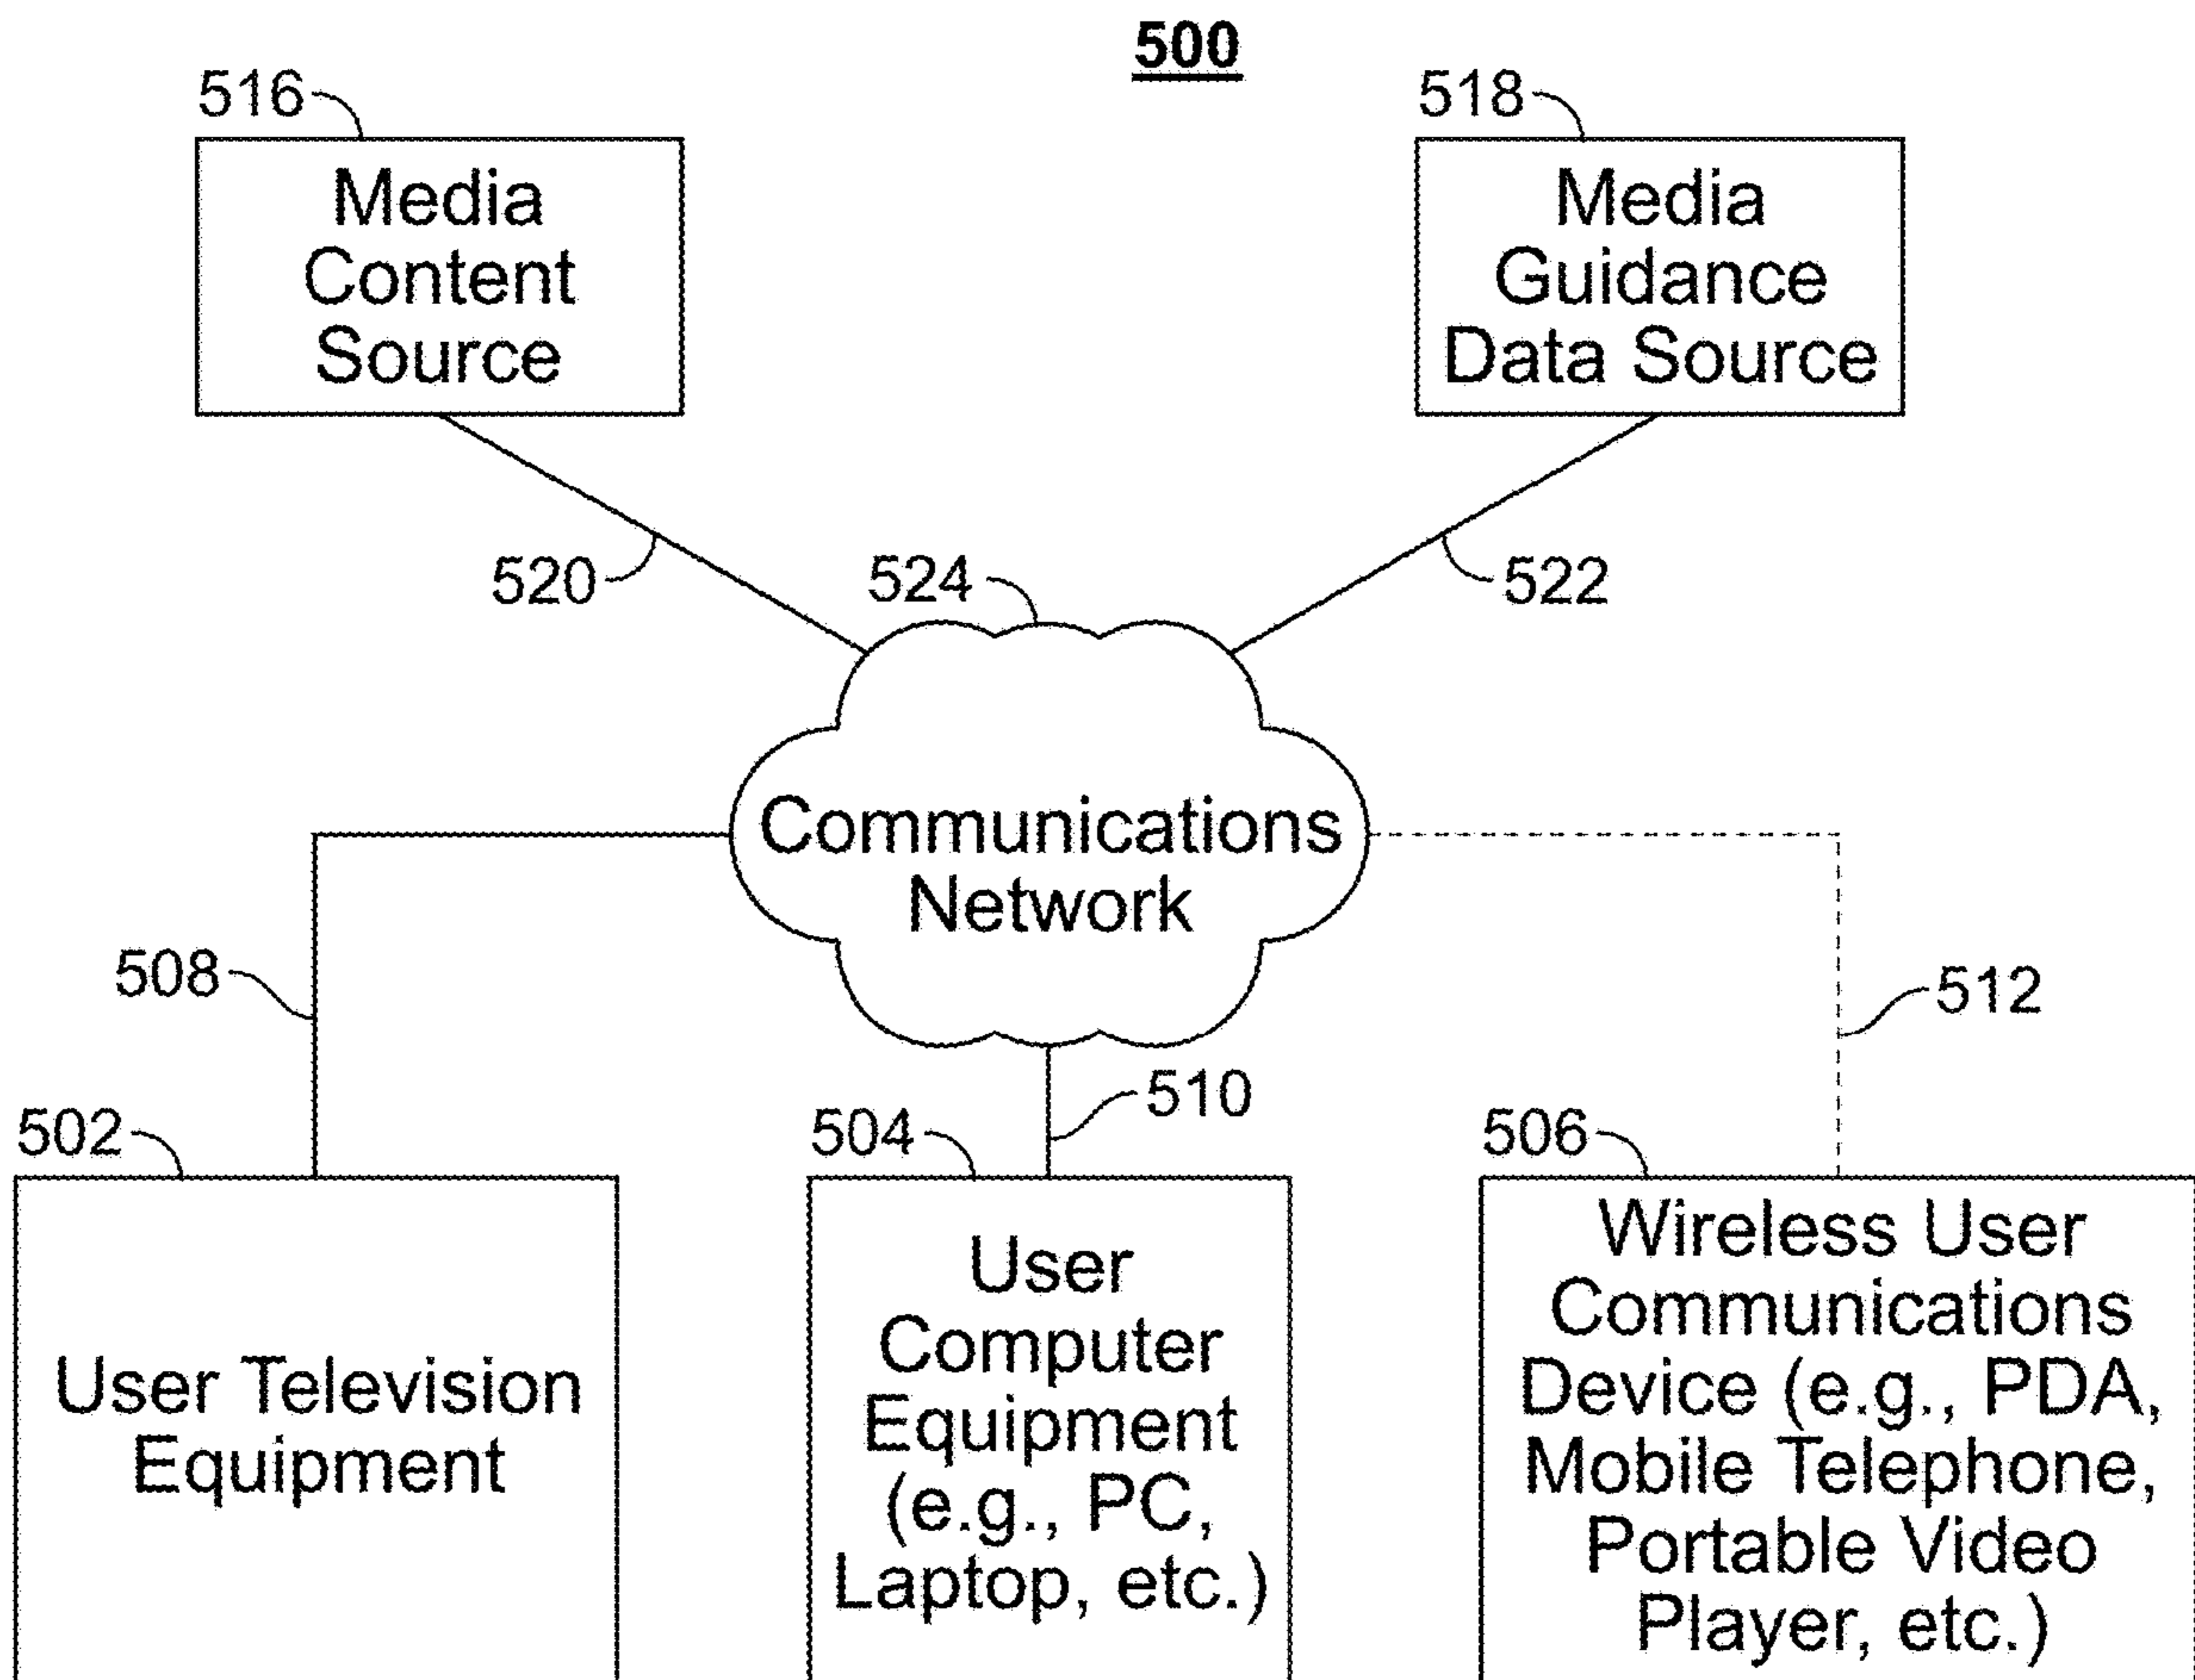 500
516
518
Media
Content
Source
Media
Guidance
Data Source
520
524
522
Communications
Network
508
512
510
502
504
506
User Television
Equipment
User
Computer
Equipment
(e.g., PC,
Laptop, etc.)
Wireless User
Communications
Device (e.g., PDA,
Mobile Telephone,
Portable Video
Player, etc.)